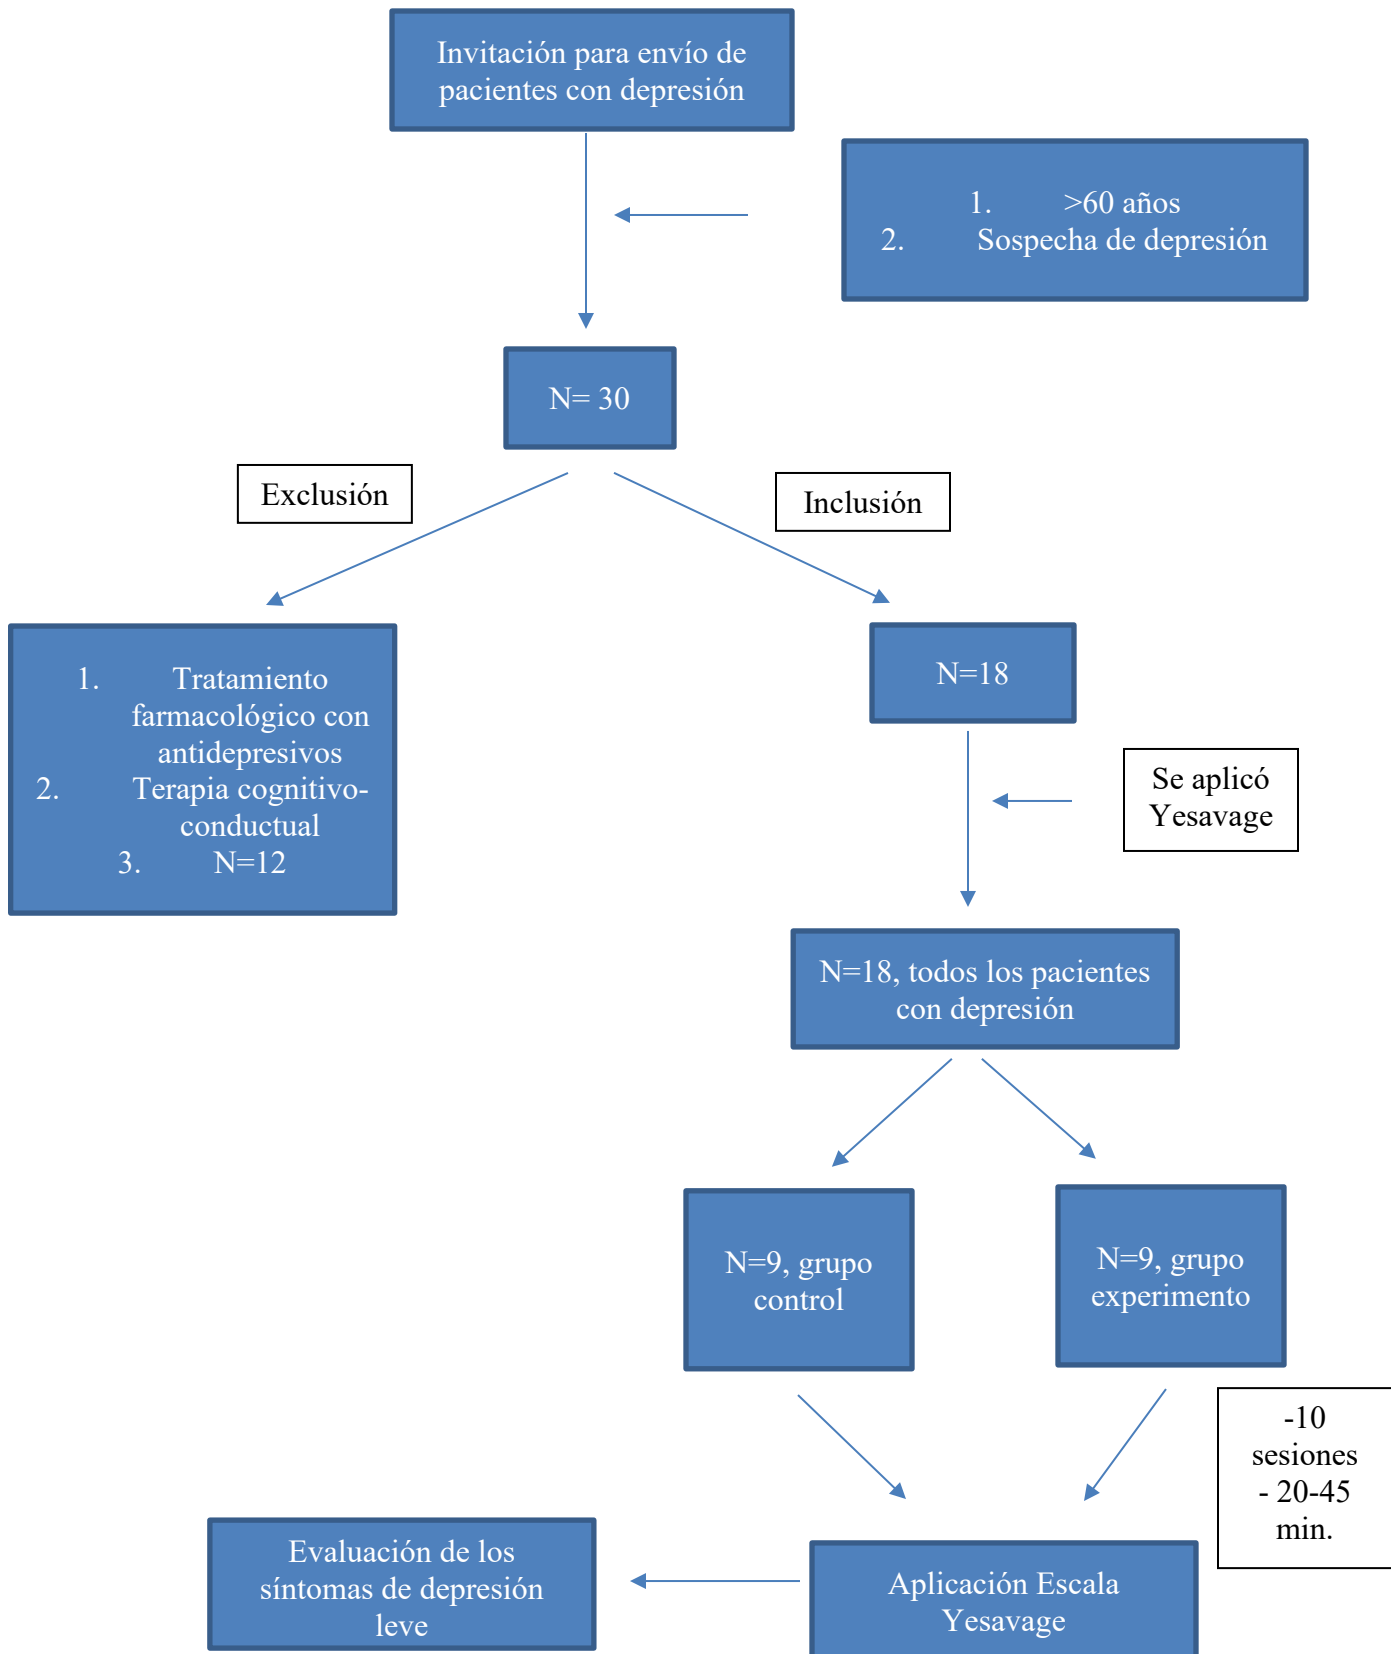 Invitación para envío de
pacientes con depresión
1. >60 años
2. Sospecha de depresión
N= 30
Exclusión
Inclusión
1. Tratamiento
farmacológico con
antidepresivos
2. Terapia cognitivo-
conductual
3. N=12
N=18
Se aplicó
Yesavage
N=18, todos los pacientes
con depresión
N=9, grupo
control
N=9, grupo
experimento
-10
sesiones
- 20-45
min.
Aplicación Escala
Yesavage
Evaluación de los
síntomas de depresión
leve